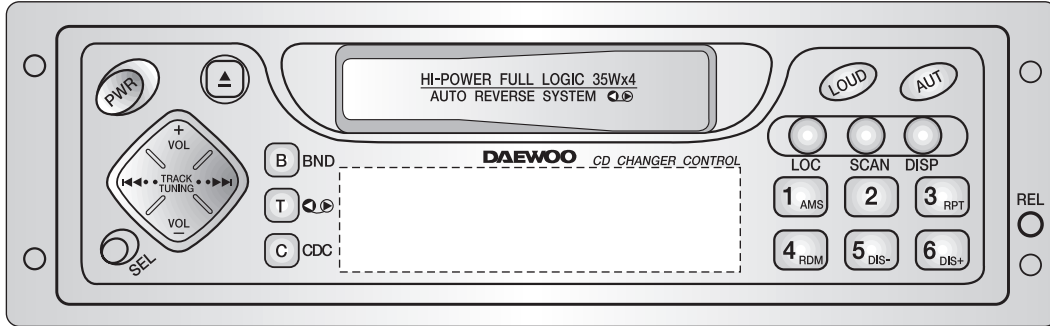 PWR
HI-POWER FULL LOGIC 35Wx4
AUTO REVERSE SYSTEM
LOUD
AUT
DAEWOO CD CHANGER CONTROL
+
VOL
TRACK
TUNING
VOL
−
SEL
B BND
T
C CDC
LOC SCAN DISP
1 AMS 2 3 RPT
4 RDM 5 DIS- 6 DIS+
REL